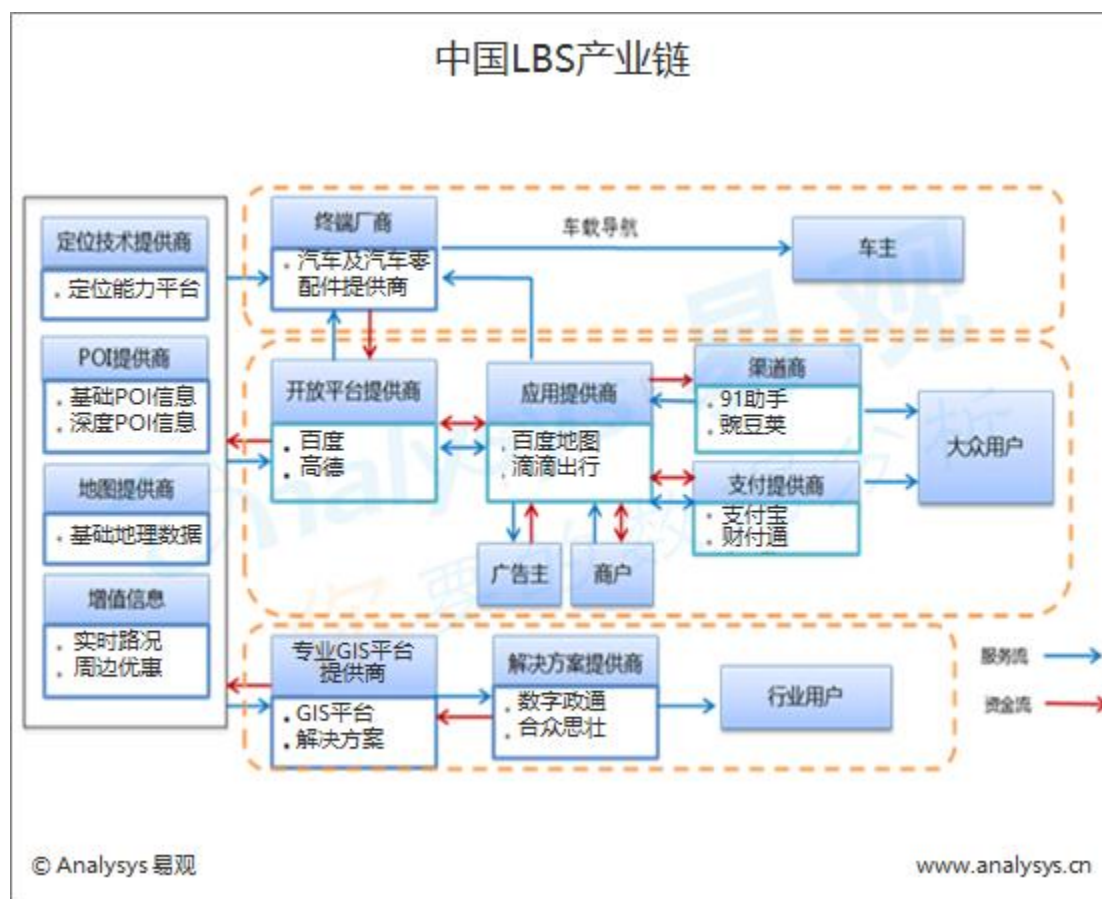 中国LBS产业链
定位技术提供商
定位能力平台
POI提供商
基础POI信息
深度POI信息
地图提供商
基础地理数据
增值信息
实时路况
周边优惠
终端厂商
汽车及汽车零
配件提供商
车载导航
车主
开放平台提供商
百度
高德
应用提供商
百度地图
滴滴出行
渠道商
91助手
豌豆荚
支付提供商
支付宝
财付通
大众用户
广告主
商户
专业GIS平台
提供商
GIS平台
解决方案
解决方案提供商
数字政通
合众思壮
行业用户
服务流
资金流
© Analysys 易观
www.analysys.cn